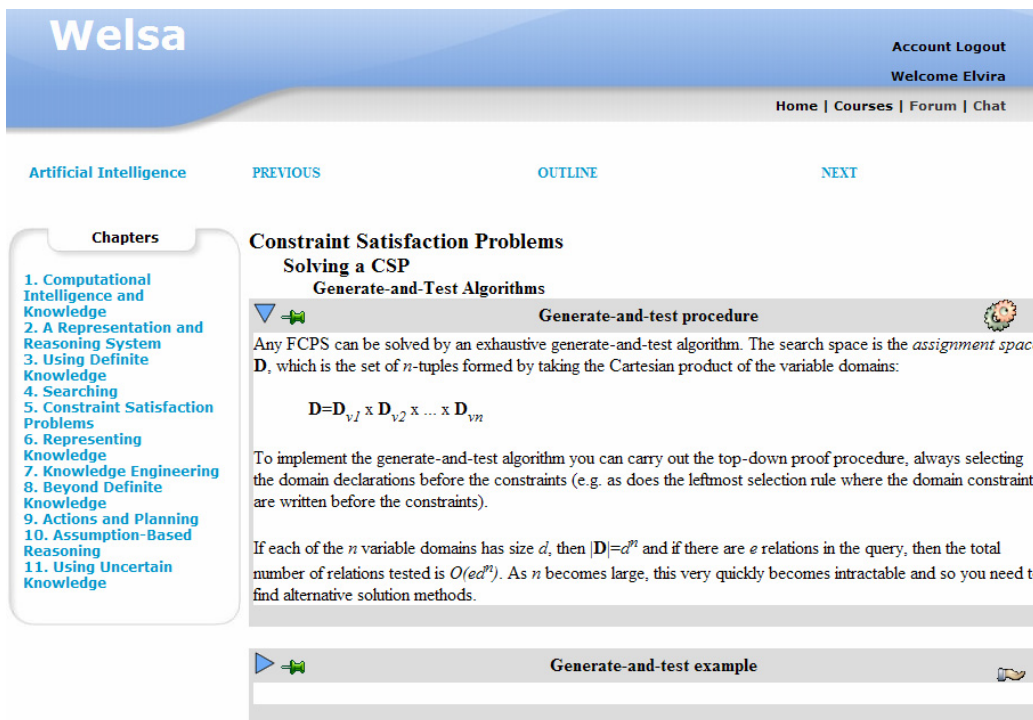 Welsa
Account Logout
Welcome Elvira
Home | Courses | Forum | Chat
Artificial Intelligence
PREVIOUS
OUTLINE
NEXT
Chapters
1. Computational
Intelligence and
Knowledge
2. A Representation and
Reasoning System
3. Using Definite
Knowledge
4. Searching
5. Constraint Satisfaction
Problems
6. Representing
Knowledge
7. Knowledge Engineering
8. Beyond Definite
Knowledge
9. Actions and Planning
10. Assumption-Based
Reasoning
11. Using Uncertain
Knowledge
Constraint Satisfaction Problems
Solving a CSP
Generate-and-Test Algorithms
Generate-and-test procedure
Any FCPS can be solved by an exhaustive generate-and-test algorithm. The search space is the assignment space
D, which is the set of n-tuples formed by taking the Cartesian product of the variable domains:
D=D_v1 x D_v2 x ... x D_vn
To implement the generate-and-test algorithm you can carry out the top-down proof procedure, always selecting
the domain declarations before the constraints (e.g. as does the leftmost selection rule where the domain constraint
are written before the constraints).
If each of the n variable domains has size d, then |D|=d^n and if there are e relations in the query, then the total
number of relations tested is O(ed^n). As n becomes large, this very quickly becomes intractable and so you need t
find alternative solution methods.
Generate-and-test example